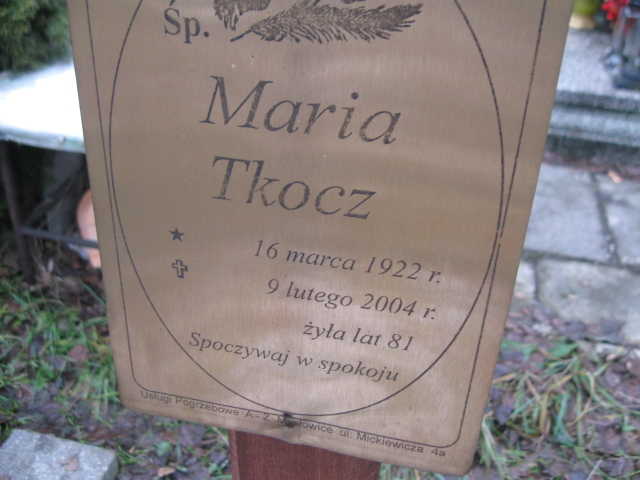 Śp.
Maria
Tkocz
16 marca 1922 r.
9 lutego 2004 r.
żyła lat 81
Spoczywaj w spokoju
Usługi Pogrzebowe A - Z Mysłowice ul. Mickiewicza 4a